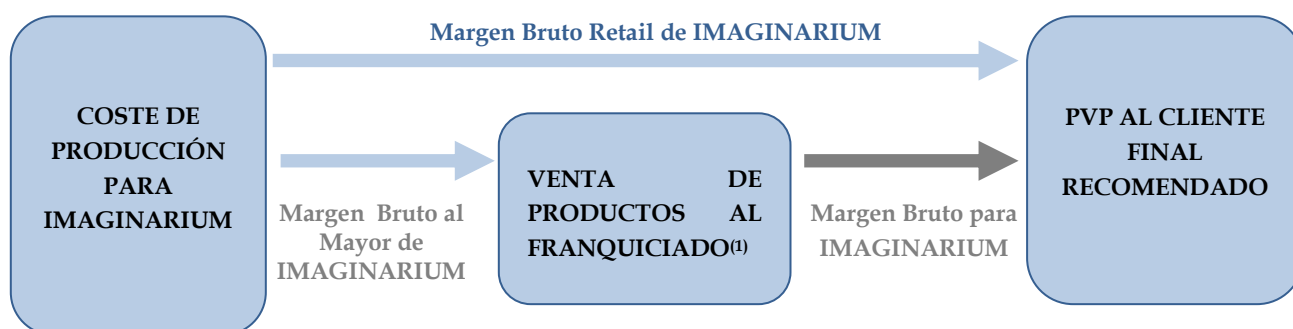 Margen Bruto Retail de IMAGINARIUM
COSTE DE
PRODUCCIÓN
PARA
IMAGINARIUM
Margen Bruto al
Mayor de
IMAGINARIUM
VENTA DE
PRODUCTOS AL
FRANQUICIADO(1)
Margen Bruto para
IMAGINARIUM
PVP AL CLIENTE
FINAL
RECOMENDADO